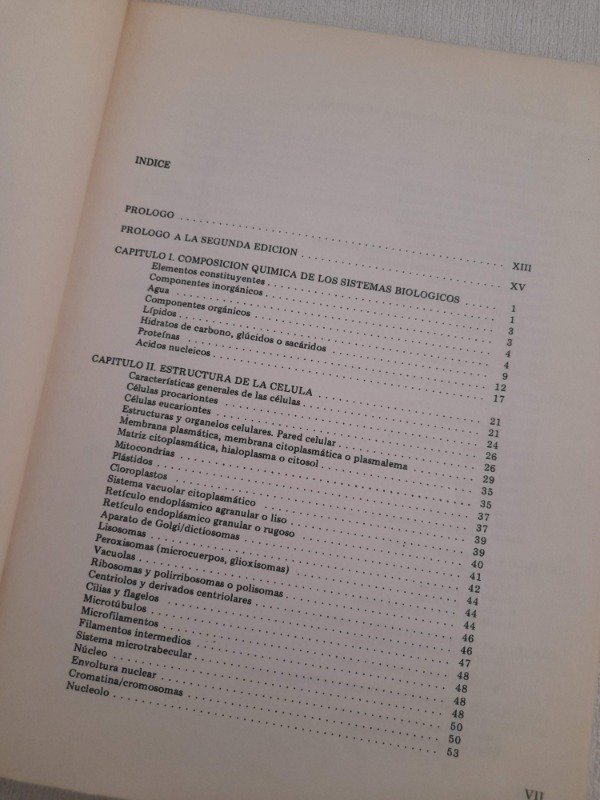 INDICE
PROLOGO XIII
PROLOGO A LA SEGUNDA EDICION XV
CAPITULO I. COMPOSICION QUIMICA DE LOS SISTEMAS BIOLOGICOS 1
Elementos constituyentes 1
Componentes inorgánicos 3
Agua 3
Componentes orgánicos 4
Lípidos 4
Hidratos de carbono, glúcidos o sacáridos 9
Proteínas 12
Acidos nucleicos 17
CAPITULO II. ESTRUCTURA DE LA CELULA 21
Características generales de las células 21
Células procariontes 24
Células eucariontes 26
Estructuras y organelos celulares. Pared celular 26
Membrana plasmática, membrana citoplasmática o plasmalema 29
Matriz citoplasmática, hialoplasma o citosol 35
Mitocondrias 35
Plástidos 37
Cloroplastos 37
Sistema vacuolar citoplasmático 39
Retículo endoplásmico agranular o liso 39
Retículo endoplásmico granular o rugoso 40
Aparato de Golgi/dictiosomas 41
Lisosomas 42
Peroxisomas (microcuerpos, glioxisomas) 44
Vacuolas 44
Ribosomas y polirribosomas o polisomas 44
Centriolos y derivados centriolares 46
Cilias y flagelos 46
Microtúbulos 47
Microfilamentos 48
Filamentos intermedios 48
Sistema microtrabecular 48
Núcleo 48
Envoltura nuclear 50
Cromatina/cromosomas 50
Nucleolo 53
VII